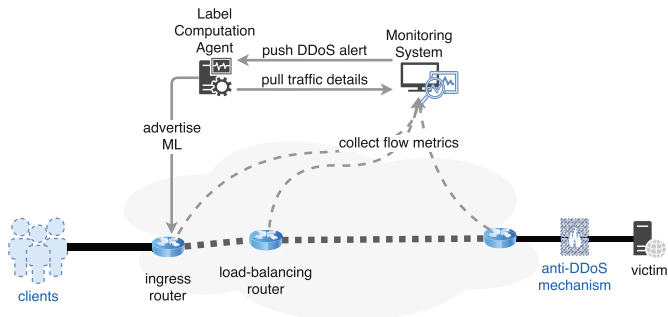 Label
Computation
Agent
Monitoring
System
push DDoS alert
pull traffic details
advertise
ML
collect flow metrics
clients
ingress
router
load-balancing
router
anti-DDoS
mechanism
victim